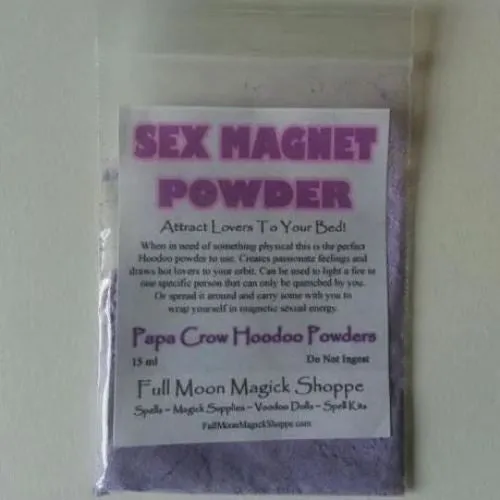 SEX MAGNET
POWDER
Attract Lovers To Your Bed!
When in need of something physical this is the perfect
Hoodoo powder to use. Creates passionate feelings and
draws hot lovers to your orbit. Can be used to light a fire in
one specific person that can only be quenched by you.
Or spread it around and carry some with you to
wrap yourself in magnetic sexual energy.
Papa Crow Hoodoo Powders
15 ml Do Not Ingest
Full Moon Magick Shoppe
Spells ~ Magick Supplies ~ Voodoo Dolls ~ Spell Kits
FullMoonMagickShoppe.com